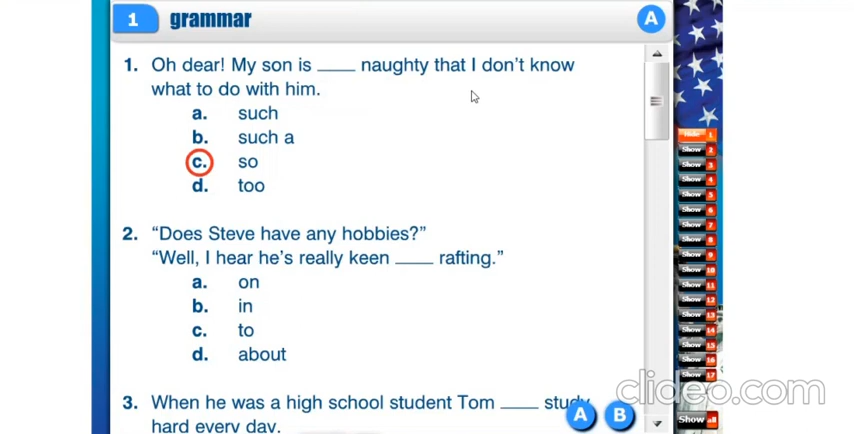 1 grammar A
1. Oh dear! My son is ____ naughty that I don't know
what to do with him.
a. such
b. such a
c. so
d. too
2. “Does Steve have any hobbies?”
“Well, I hear he's really keen ____ rafting.”
a. on
b. in
c. to
d. about
3. When he was a high school student Tom ____ study
hard every day.
A B
Hide 1
Show 2
Show 3
Show 4
Show 5
Show 6
Show 7
Show 8
Show 9
Show 10
Show 11
Show 12
Show 13
Show 14
Show 15
Show 16
Show 17
Show all
clideo.com